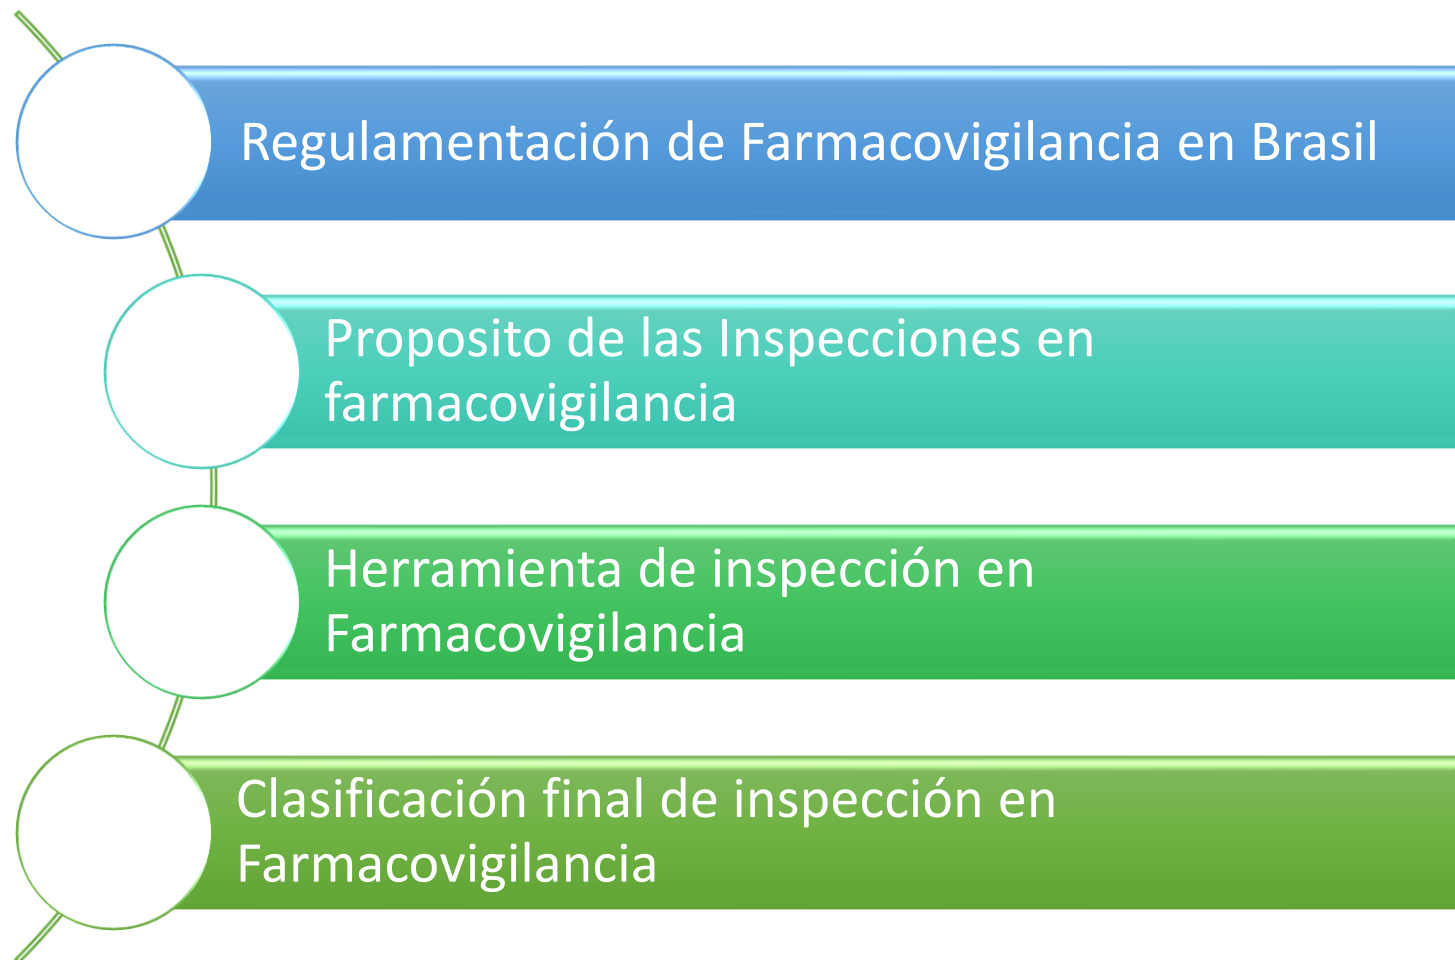 Regulamentación de Farmacovigilancia en Brasil
Proposito de las Inspecciones en
farmacovigilancia
Herramienta de inspección en
Farmacovigilancia
Clasificación final de inspección en
Farmacovigilancia